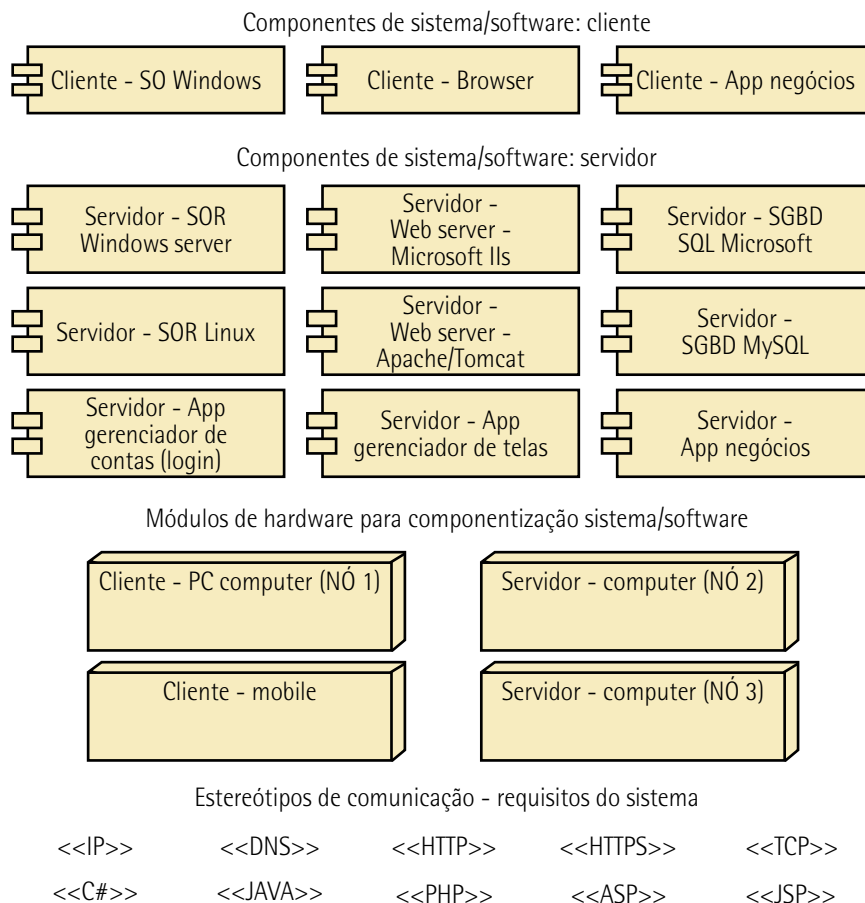 Componentes de sistema/software: cliente
Cliente - SO Windows
Cliente - Browser
Cliente - App negócios
Componentes de sistema/software: servidor
Servidor - SOR
Windows server
Servidor -
Web server -
Microsoft IIs
Servidor - SGBD
SQL Microsoft
Servidor - SOR Linux
Servidor -
Web server -
Apache/Tomcat
Servidor -
SGBD MySQL
Servidor - App
gerenciador de
contas (login)
Servidor - App
gerenciador de telas
Servidor -
App negócios
Módulos de hardware para componentização sistema/software
Cliente - PC computer (NÓ 1)
Servidor - computer (NÓ 2)
Cliente - mobile
Servidor - computer (NÓ 3)
Estereótipos de comunicação - requisitos do sistema
<<IP>> <<DNS>> <<HTTP>> <<HTTPS>> <<TCP>>
<<C#>> <<JAVA>> <<PHP>> <<ASP>> <<JSP>>